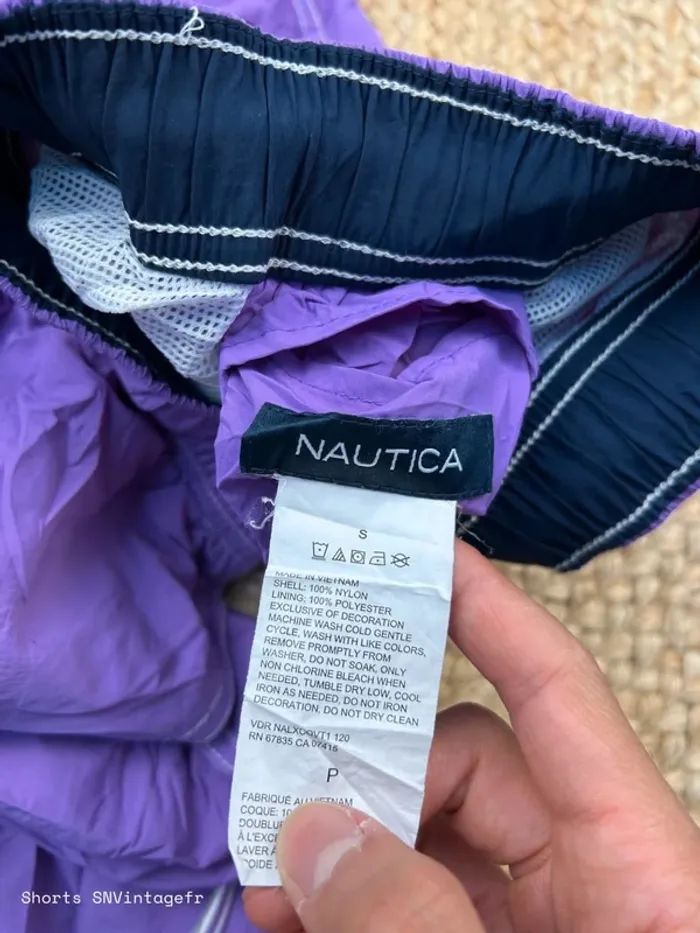 NAUTICA
S
MADE IN VIETNAM
SHELL: 100% NYLON
LINING: 100% POLYESTER
EXCLUSIVE OF DECORATION
MACHINE WASH COLD GENTLE
CYCLE, WASH WITH LIKE COLORS,
REMOVE PROMPTLY FROM
WASHER, DO NOT SOAK, ONLY
NON CHLORINE BLEACH WHEN
NEEDED, TUMBLE DRY LOW, COOL
IRON AS NEEDED, DO NOT IRON
DECORATION, DO NOT DRY CLEAN
VDR 120
RN 67835 CA 07416
P
FABRIQUÉ AU VIETNAM
COQUE:
LAVER
Shorts SNVintagefr